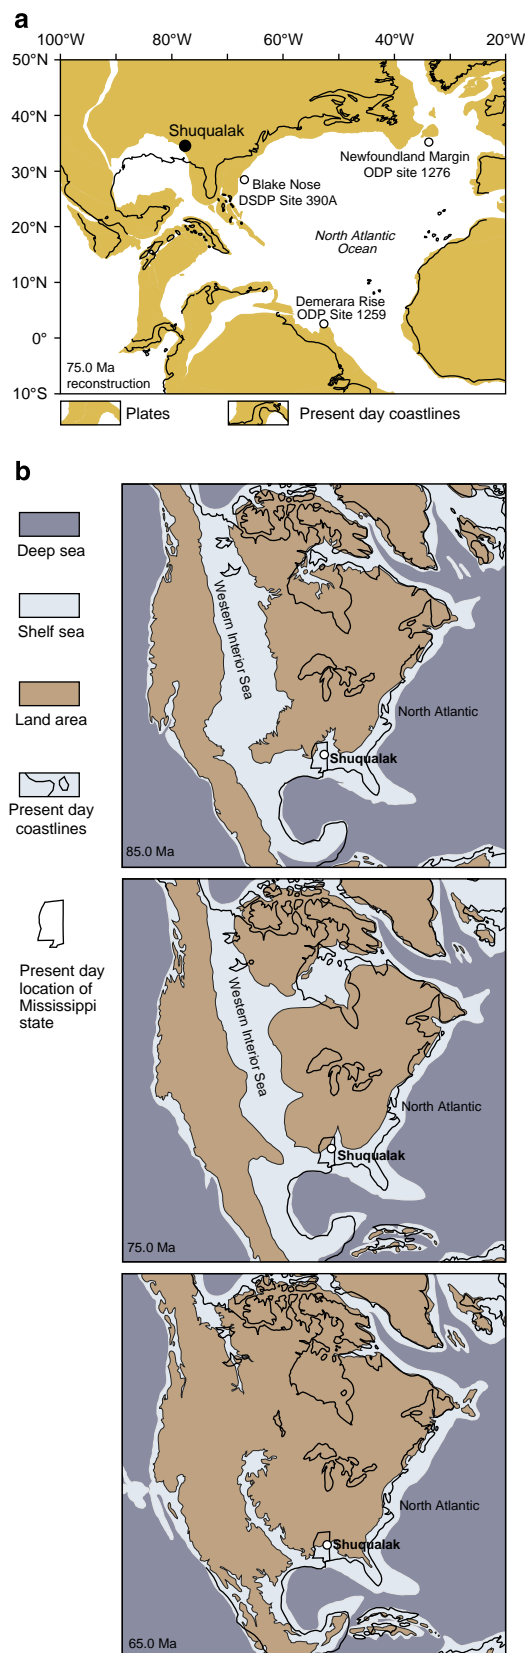 a
100°W 80°W 60°W 40°W 20°W
50°N
40°N
30°N
20°N
10°N
0°
10°S
Shuqualak
Newfoundland Margin
ODP site 1276
Blake Nose
DSDP Site 390A
North Atlantic
Ocean
Demerara Rise
ODP Site 1259
75.0 Ma
reconstruction
Plates
Present day coastlines
b
Deep sea
Shelf sea
Land area
Present day
coastlines
Present day
location of
Mississippi
state
Western Interior Sea
North Atlantic
Shuqualak
85.0 Ma
Western Interior Sea
North Atlantic
Shuqualak
75.0 Ma
North Atlantic
Shuqualak
65.0 Ma